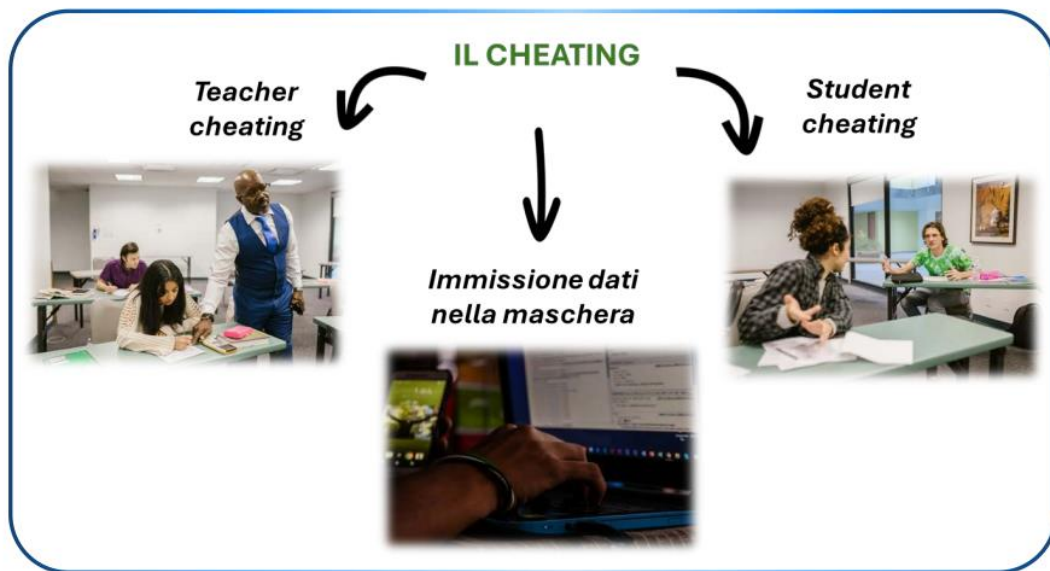 IL CHEATING
Teacher
cheating
Student
cheating
Immissione dati
nella maschera